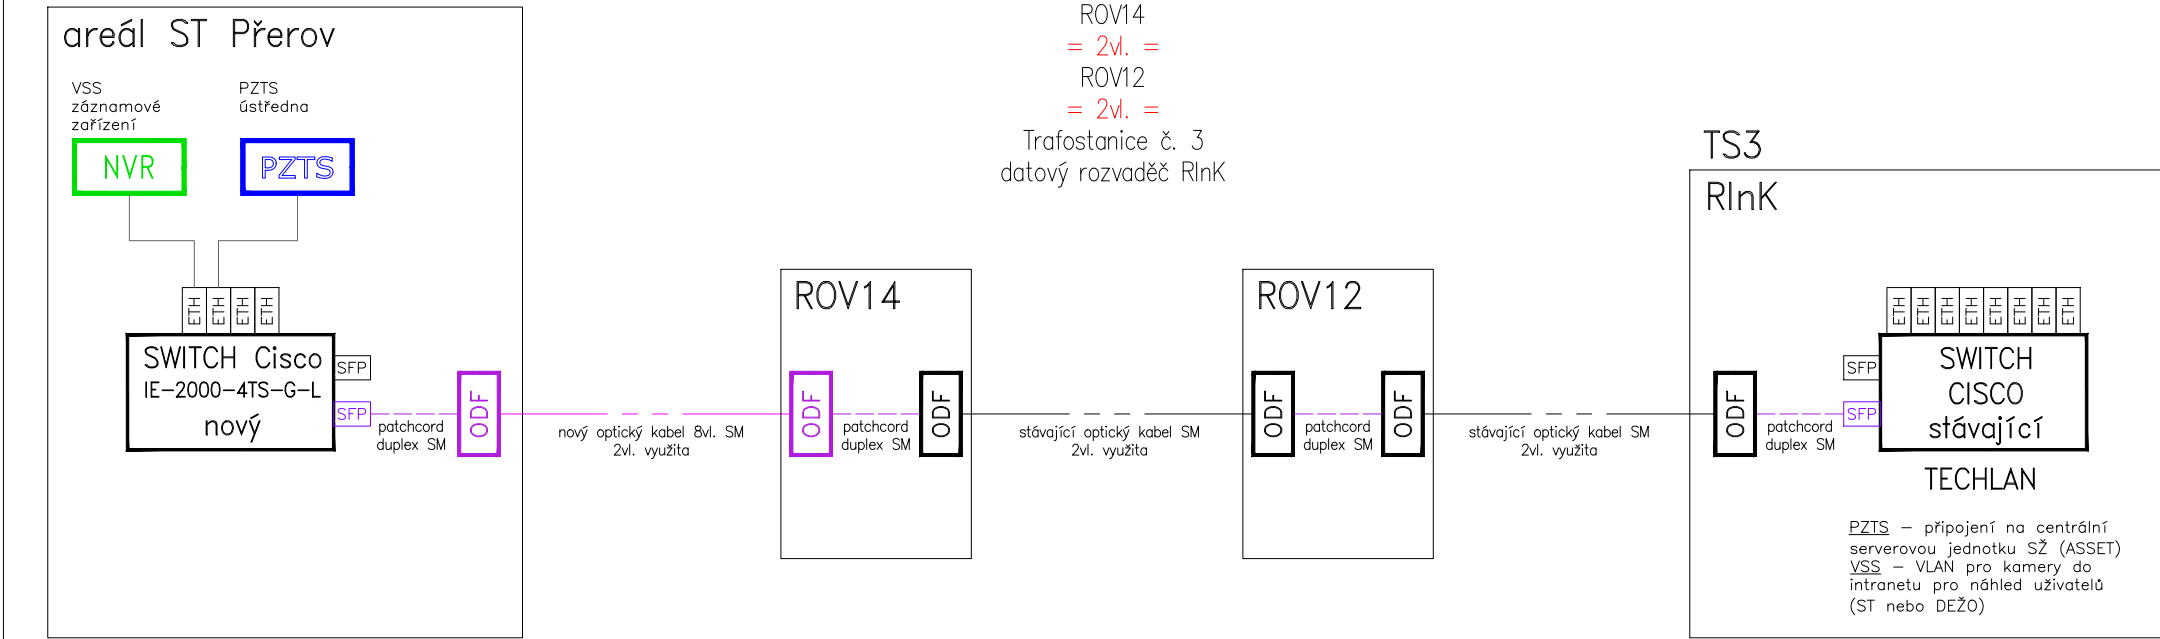 areál ST Přerov
VSS
záznamové
zařízení
NVR
PZTS
ústředna
PZTS
ETH
ETH
ETH
ETH
SWITCH Cisco
IE-2000-4TS-G-L
nový
SFP
SFP
patchcord
duplex SM
ODF
nový optický kabel 8vl. SM
2vl. využita
ROV14
= 2vl. =
ROV12
= 2vl. =
Trafostanice č. 3
datový rozvaděč RInK
ROV14
ODF
patchcord
duplex SM
ODF
stávající optický kabel SM
2vl. využita
ROV12
ODF
patchcord
duplex SM
ODF
stávající optický kabel SM
2vl. využita
TS3
RInK
ODF
patchcord
duplex SM
SFP
SFP
ETH
ETH
ETH
ETH
ETH
ETH
ETH
ETH
SWITCH
CISCO
stávající
TECHLAN
PZTS – připojení na centrální
serverovou jednotku SŽ (ASSET)
VSS – VLAN pro kamery do
intranetu pro náhled uživatelů
(ST nebo DEŽO)